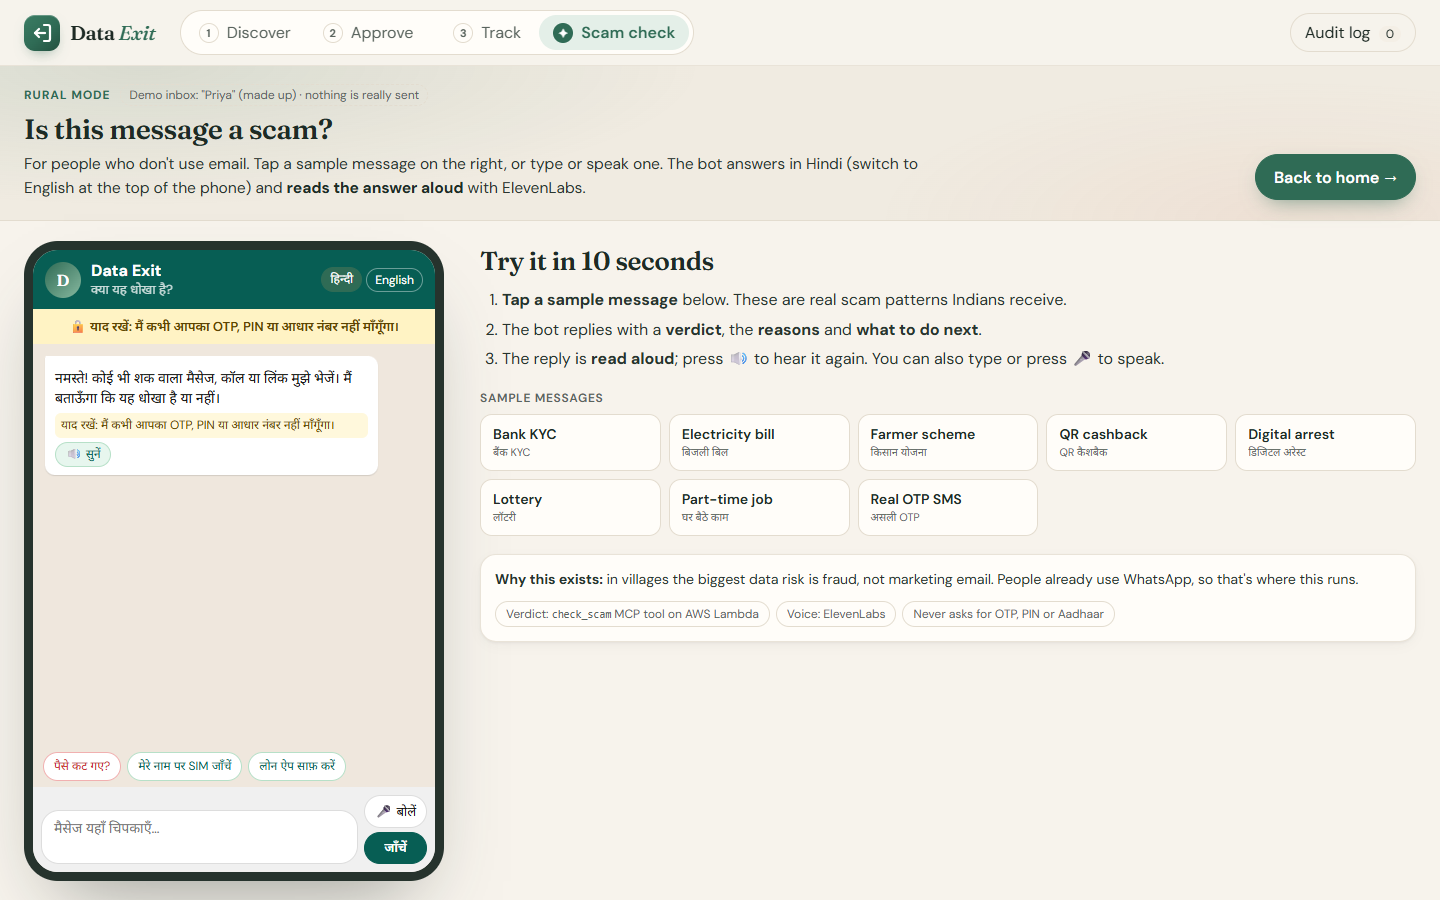 Data Exit
1 Discover
2 Approve
3 Track
Scam check
Audit log 0
RURAL MODE
Demo inbox: "Priya" (made up) · nothing is really sent
Is this message a scam?
For people who don't use email. Tap a sample message on the right, or type or speak one. The bot answers in Hindi (switch to
English at the top of the phone) and reads the answer aloud with ElevenLabs.
Back to home →
D
Data Exit
क्या यह धोखा है?
हिन्दी
English
याद रखें: मैं कभी आपका OTP, PIN या आधार नंबर नहीं माँगूँगा।
नमस्ते! कोई भी शक वाला मैसेज, कॉल या लिंक मुझे भेजें। मैं
बताऊँगा कि यह धोखा है या नहीं।
याद रखें: मैं कभी आपका OTP, PIN या आधार नंबर नहीं माँगूँगा।
सुनें
पैसे कट गए?
मेरे नाम पर SIM जाँचें
लोन ऐप साफ़ करें
मैसेज यहाँ चिपकाएँ...
बोलें
जाँचें
Try it in 10 seconds
1. Tap a sample message below. These are real scam patterns Indians receive.
2. The bot replies with a verdict, the reasons and what to do next.
3. The reply is read aloud; press 🔊 to hear it again. You can also type or press 🎤 to speak.
SAMPLE MESSAGES
Bank KYC
बैंक KYC
Electricity bill
बिजली बिल
Farmer scheme
किसान योजना
QR cashback
QR कैशबैक
Digital arrest
डिजिटल अरेस्ट
Lottery
लॉटरी
Part-time job
घर बैठे काम
Real OTP SMS
असली OTP
Why this exists: in villages the biggest data risk is fraud, not marketing email. People already use WhatsApp, so that's where this runs.
Verdict: check_scam MCP tool on AWS Lambda
Voice: ElevenLabs
Never asks for OTP, PIN or Aadhaar